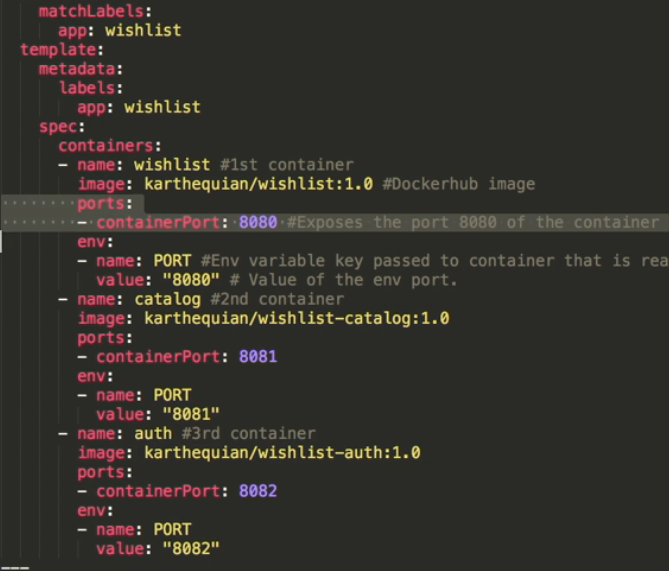 matchLabels:
app: wishlist
template:
metadata:
labels:
app: wishlist
spec:
containers:
- name: wishlist #1st container
image: karthequian/wishlist:1.0 #Dockerhub image
ports:
- containerPort: 8080 #Exposes the port 8080 of the container
env:
- name: PORT #Env variable key passed to container that is rea
value: "8080" # Value of the env port.
- name: catalog #2nd container
image: karthequian/wishlist-catalog:1.0
ports:
- containerPort: 8081
env:
- name: PORT
value: "8081"
- name: auth #3rd container
image: karthequian/wishlist-auth:1.0
ports:
- containerPort: 8082
env:
- name: PORT
value: "8082"
---